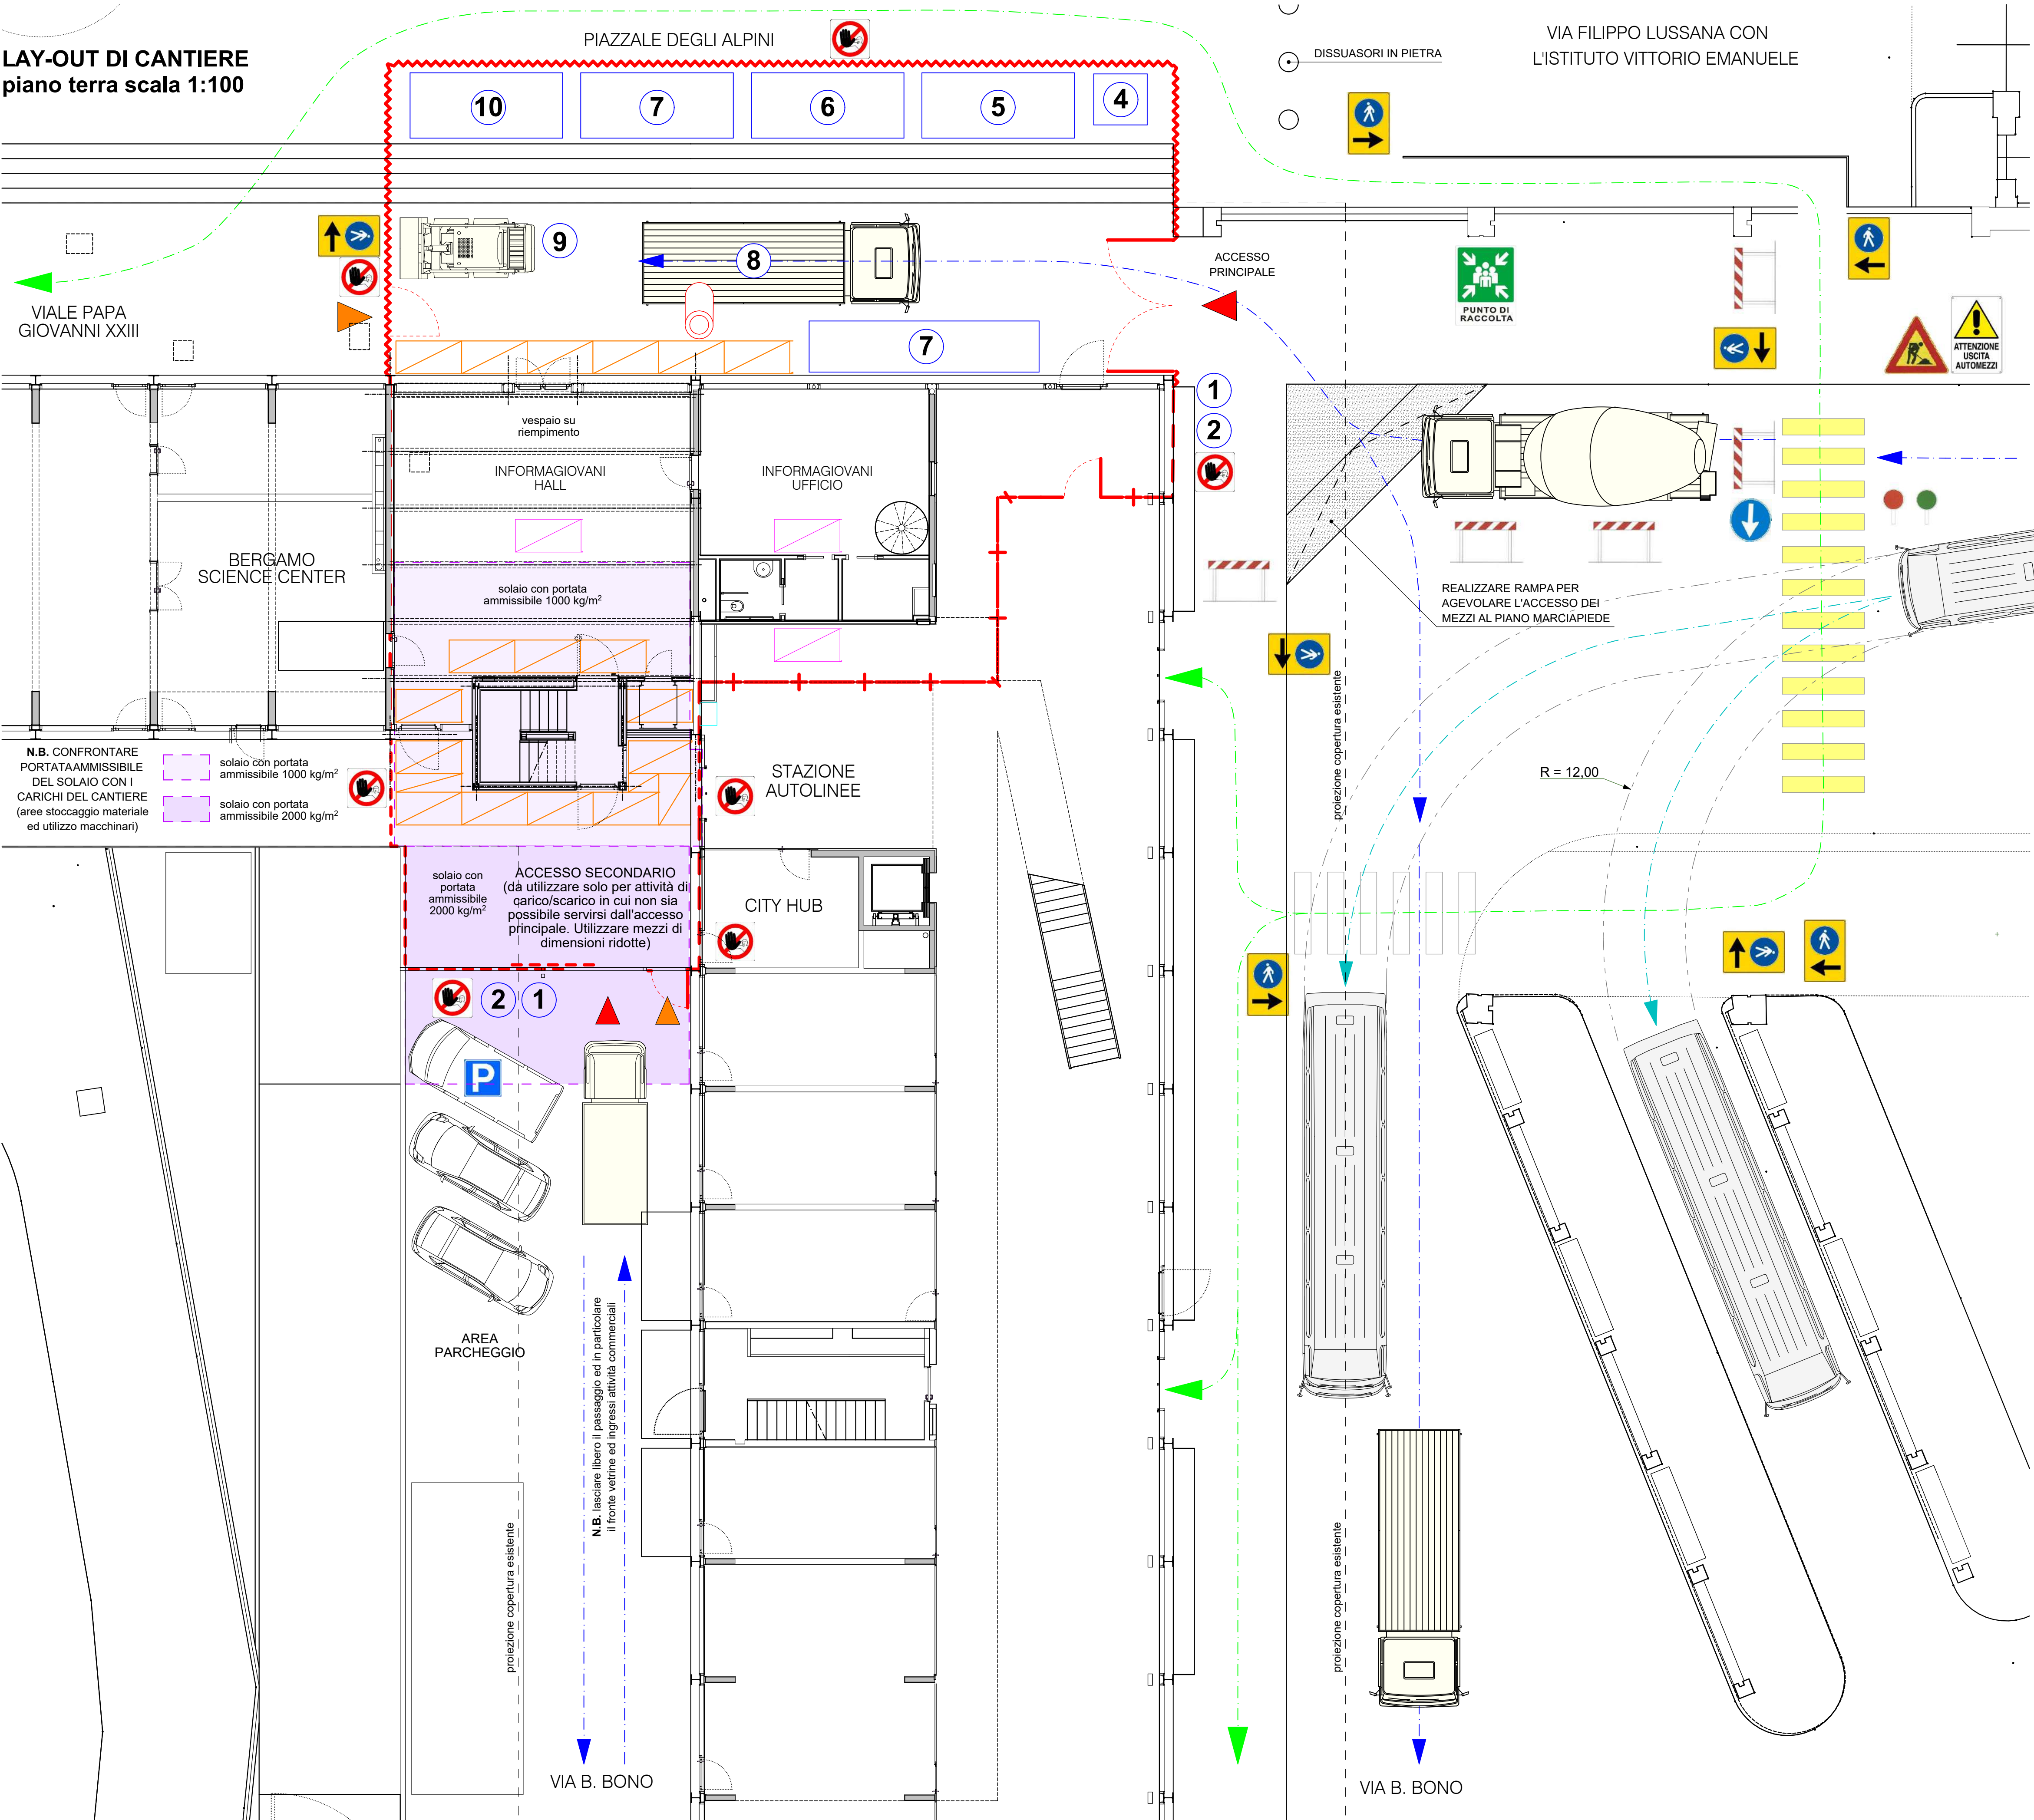 LAY-OUT DI CANTIERE
piano terra scala 1:100
PIAZZALE DEGLI ALPINI
DISSUASORI IN PIETRA
VIA FILIPPO LUSSANA CON
L'ISTITUTO VITTORIO EMANUELE
10
7
6
5
4
9
8
7
ACCESSO
PRINCIPALE
PUNTO DI
RACCOLTA
ATTENZIONE
USCITA
AUTOMEZZI
VIALE PAPA
GIOVANNI XXIII
1
2
vespaio su
riempimento
INFORMAGIOVANI
HALL
INFORMAGIOVANI
UFFICIO
BERGAMO
SCIENCE CENTER
solaio con portata
ammissibile 1000 kg/m²
REALIZZARE RAMPA PER
AGEVOLARE L'ACCESSO DEI
MEZZI AL PIANO MARCIAPIEDE
proiezione copertura esistente
R = 12,00
N.B. CONFRONTARE
PORTATAAMMISSIBILE
DEL SOLAIO CON I
CARICHI DEL CANTIERE
(aree stoccaggio materiale
ed utilizzo macchinari)
solaio con portata
ammissibile 1000 kg/m²
solaio con portata
ammissibile 2000 kg/m²
STAZIONE
AUTOLINEE
solaio con
portata
ammissibile
2000 kg/m²
ACCESSO SECONDARIO
(da utilizzare solo per attività di
carico/scarico in cui non sia
possibile servirsi dall'accesso
principale. Utilizzare mezzi di
dimensioni ridotte)
CITY HUB
2
1
P
AREA
PARCHEGGIO
N.B. lasciare libero il passaggio ed in particolare
il fronte vetrine ed ingressi attività commerciali
proiezione copertura esistente
proiezione copertura esistente
VIA B. BONO
VIA B. BONO